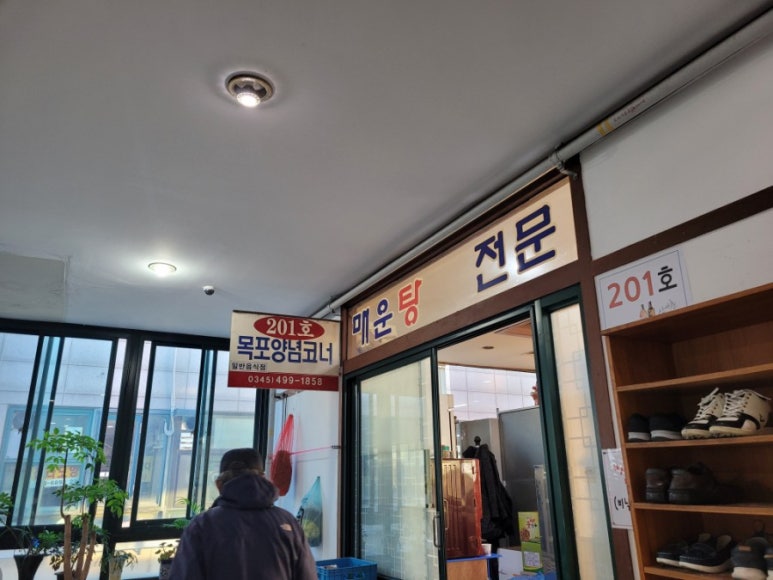 매운탕 전문
201호
201호
목포양념코너
일반음식점
0345) 499-1858